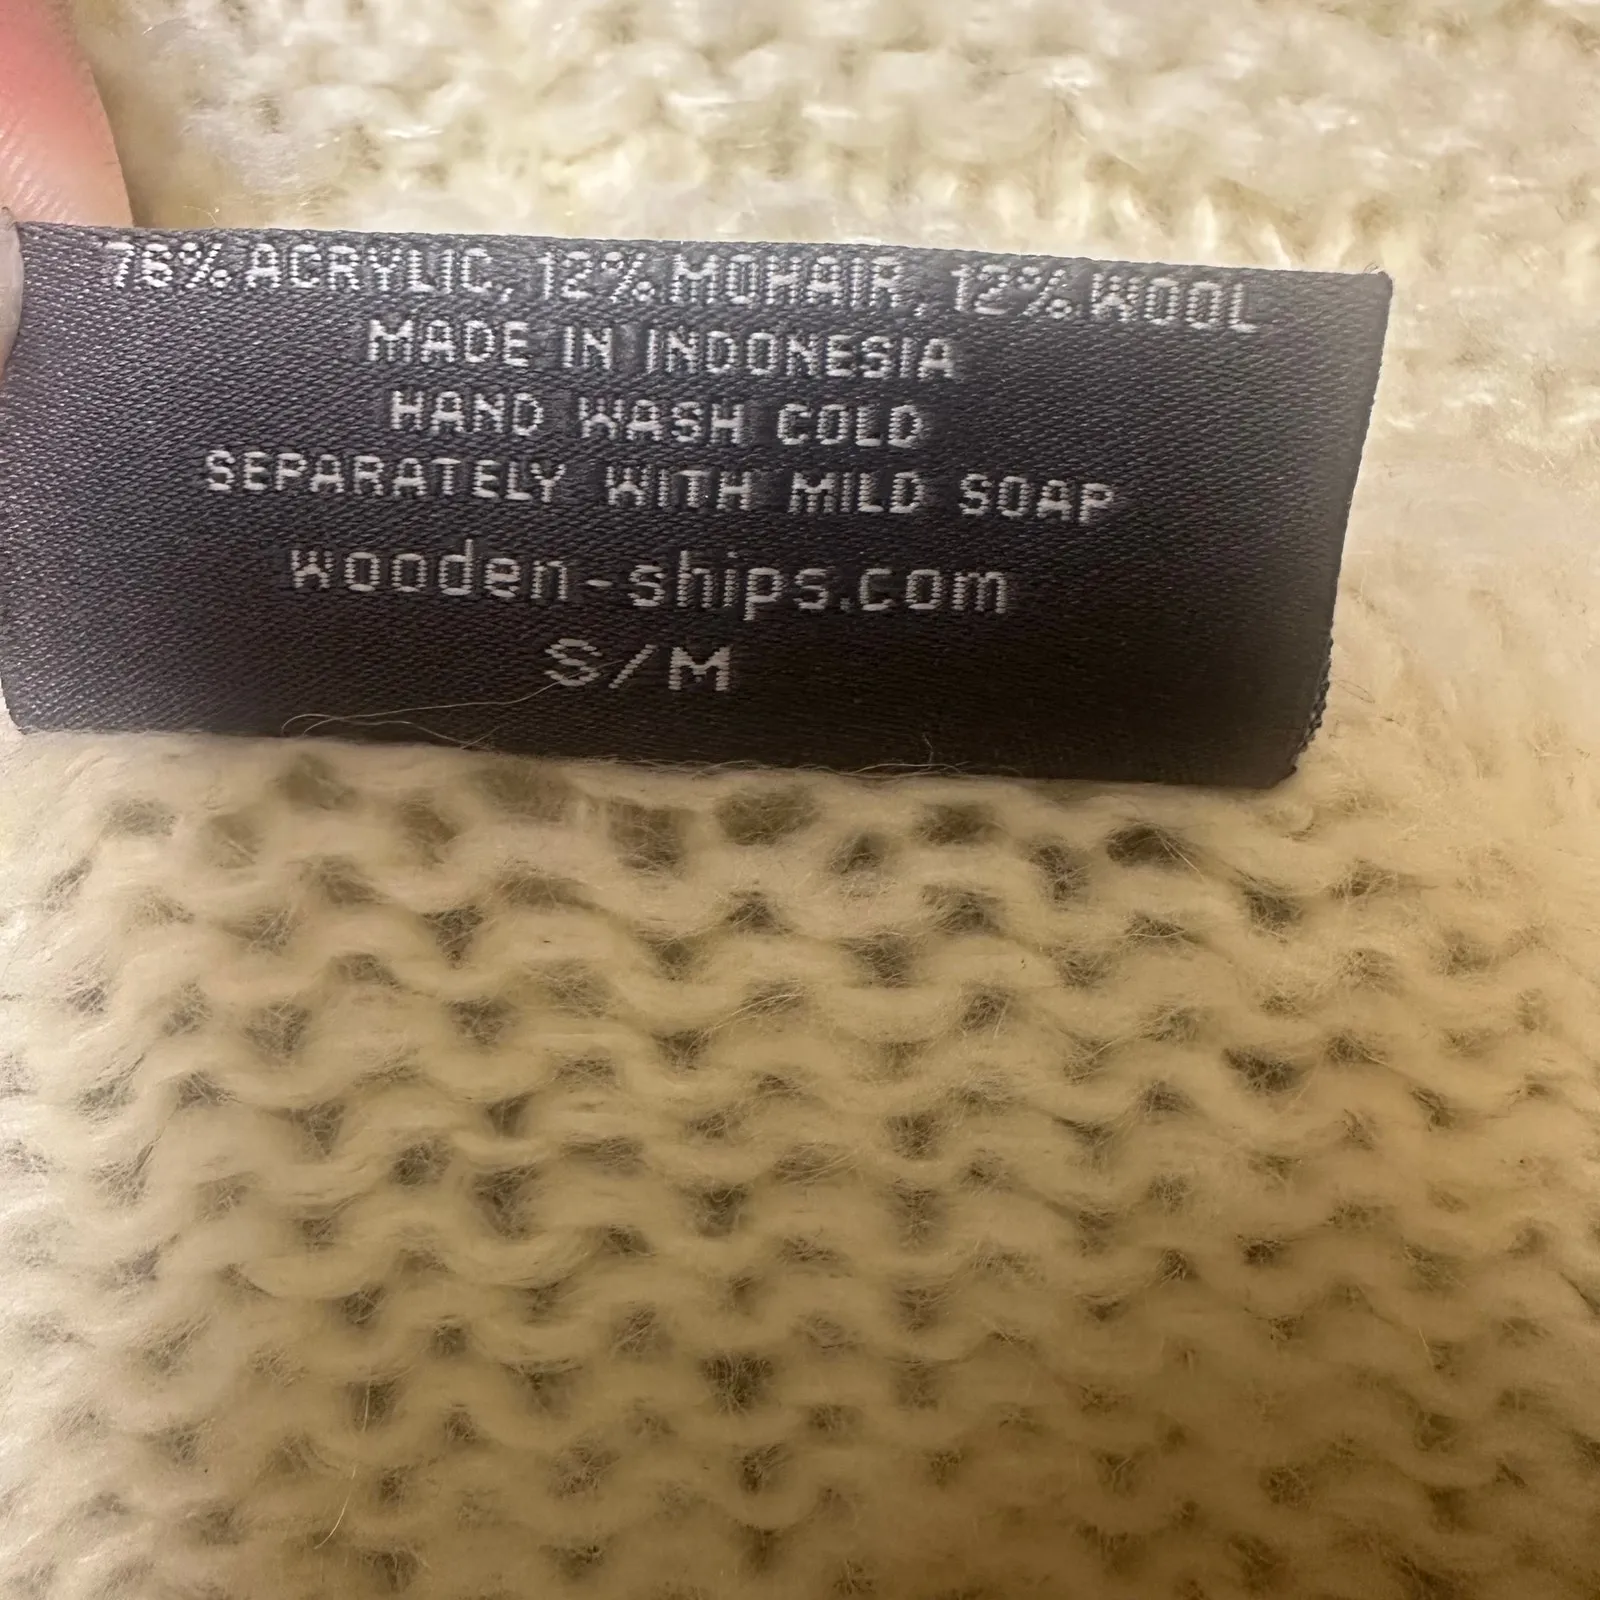 76% ACRYLIC, 12% MOHAIR, 12% WOOL
MADE IN INDONESIA
HAND WASH COLD
SEPARATELY WITH MILD SOAP
wooden-ships.com
S/M